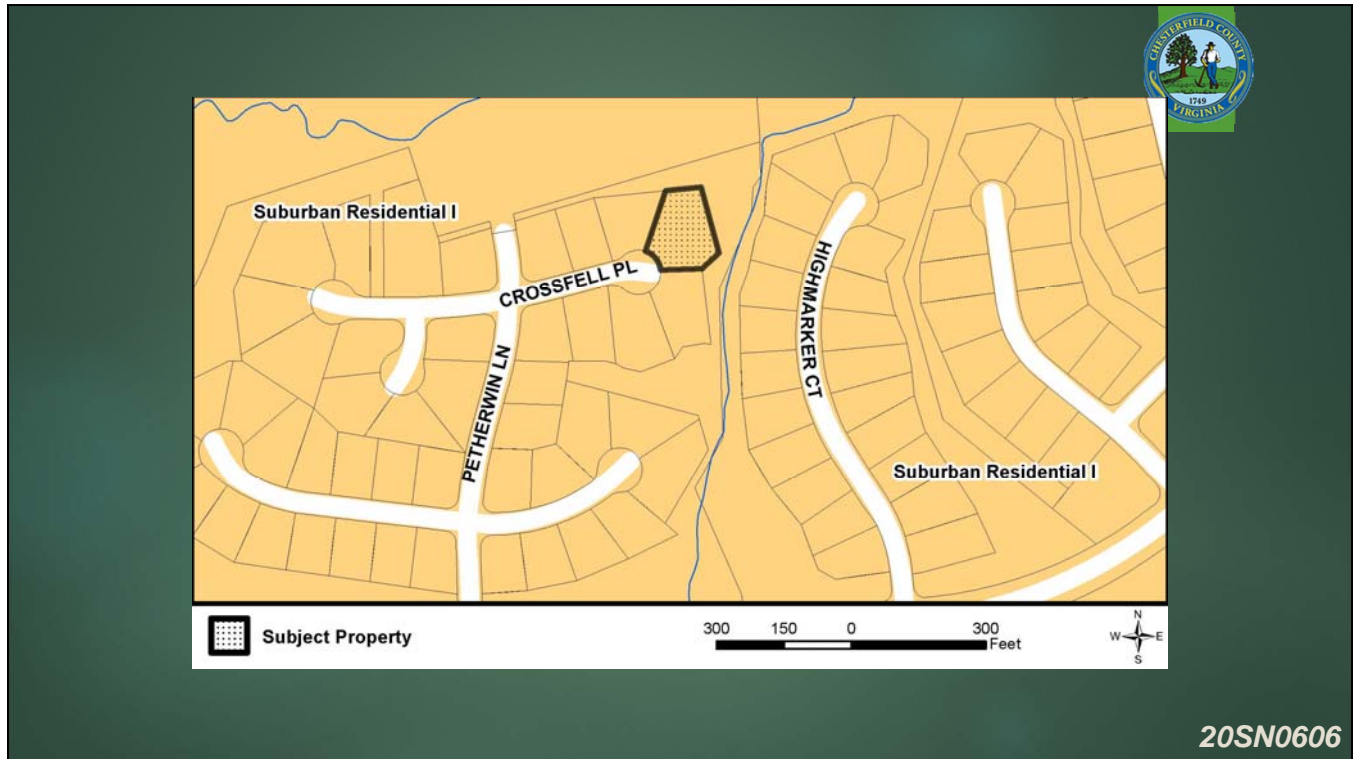 CHESTERFIELD COUNTY
1749
VIRGINIA
Suburban Residential I
CROSSFELL PL
HIGHMARKER CT
PETHERWIN LN
Suburban Residential I
Subject Property
300 150 0 300
Feet
N
W E
S
20SN0606